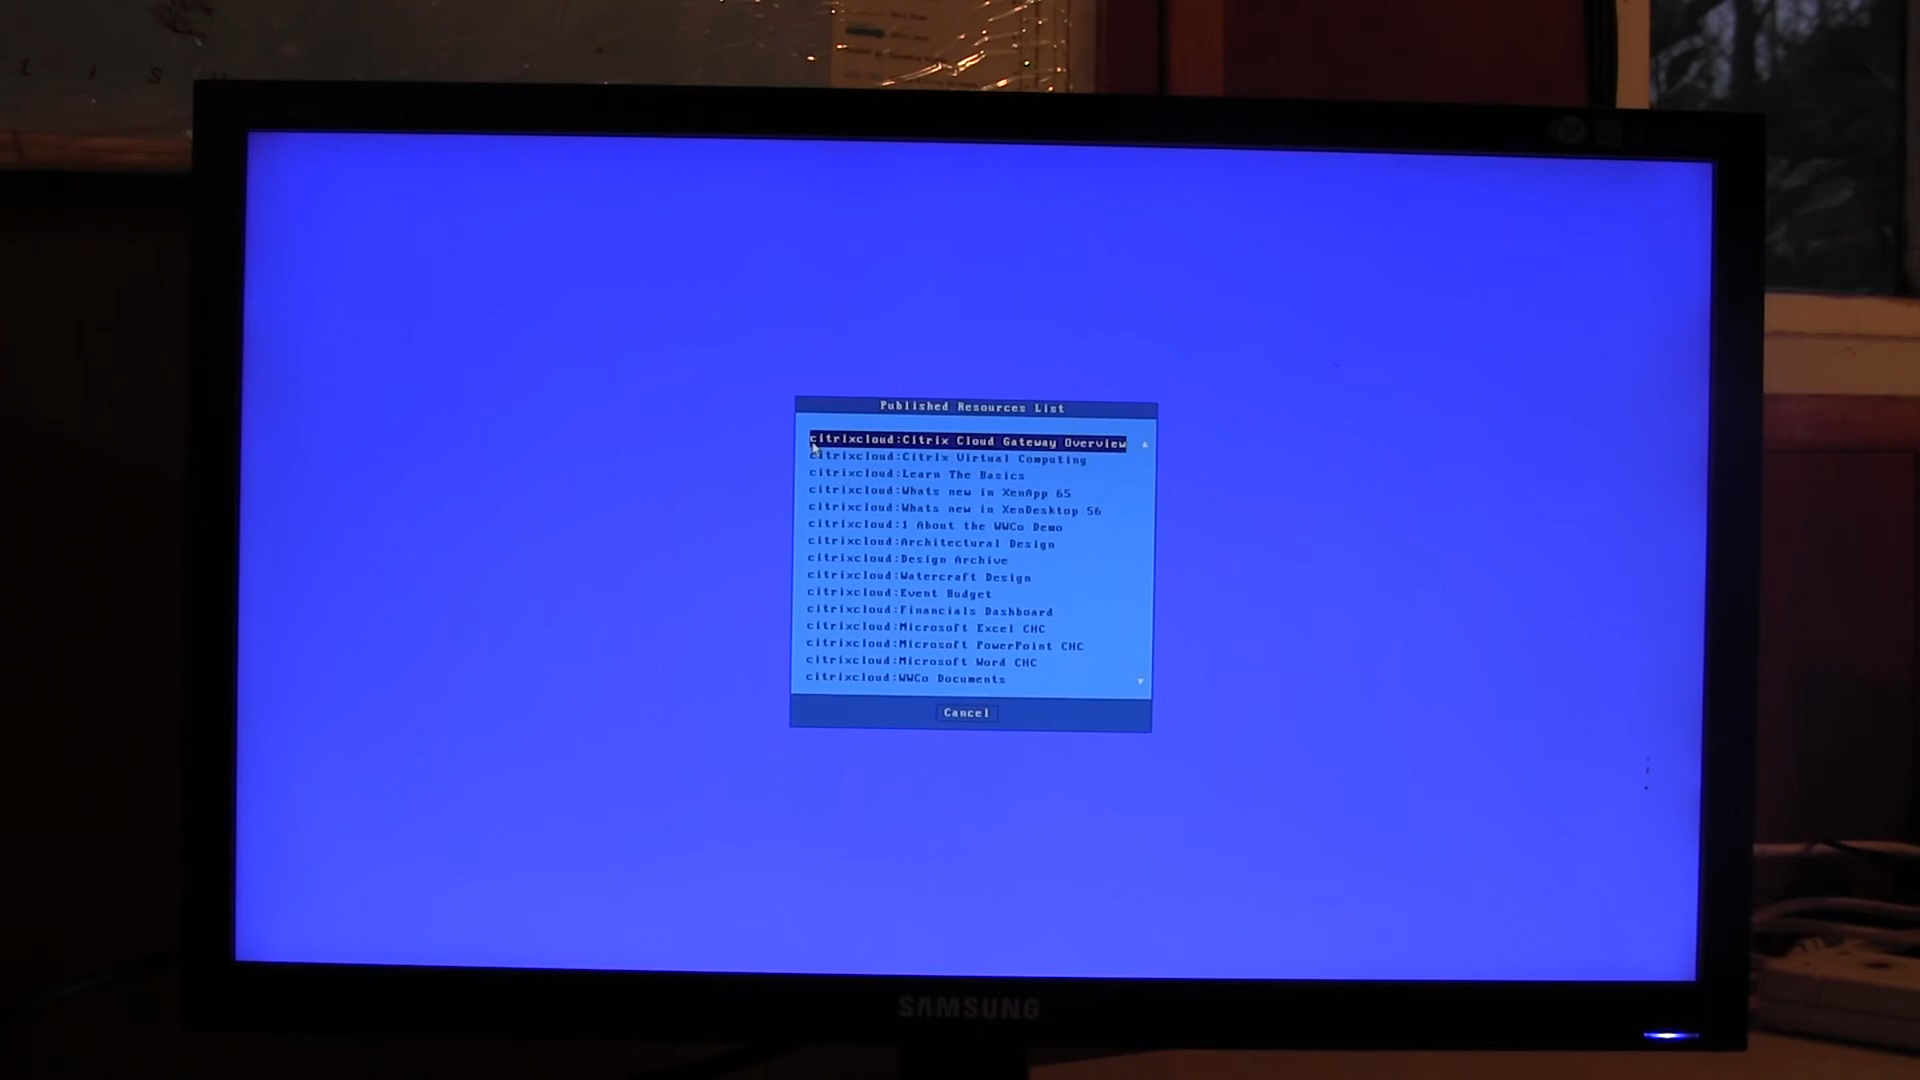 L I S H
Published Resources List
citrixcloud:Citrix Cloud Gateway Overview
citrixcloud:Citrix Virtual Computing
citrixcloud:Learn The Basics
citrixcloud:Whats new in XenApp 65
citrixcloud:Whats new in XenDesktop 56
citrixcloud:1 About the WWCo Demo
citrixcloud:Architectural Design
citrixcloud:Design Archive
citrixcloud:Watercraft Design
citrixcloud:Event Budget
citrixcloud:Financials Dashboard
citrixcloud:Microsoft Excel CHC
citrixcloud:Microsoft PowerPoint CHC
citrixcloud:Microsoft Word CHC
citrixcloud:WWCo Documents
Cancel
SAMSUNG